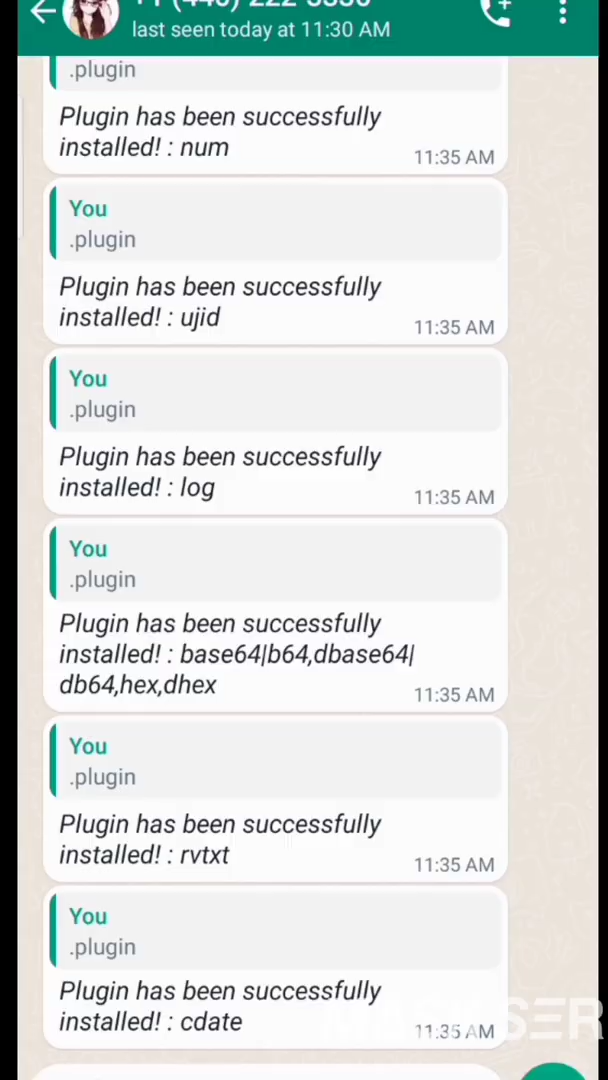 last seen today at 11:30 AM
.plugin
Plugin has been successfully
installed! : num
11:35 AM
You
.plugin
Plugin has been successfully
installed! : ujid
11:35 AM
You
.plugin
Plugin has been successfully
installed! : log
11:35 AM
You
.plugin
Plugin has been successfully
installed! : base64|b64,dbase64|
db64,hex,dhex
11:35 AM
You
.plugin
Plugin has been successfully
installed! : rvtxt
11:35 AM
You
.plugin
Plugin has been successfully
installed! : cdate
11:35 AM